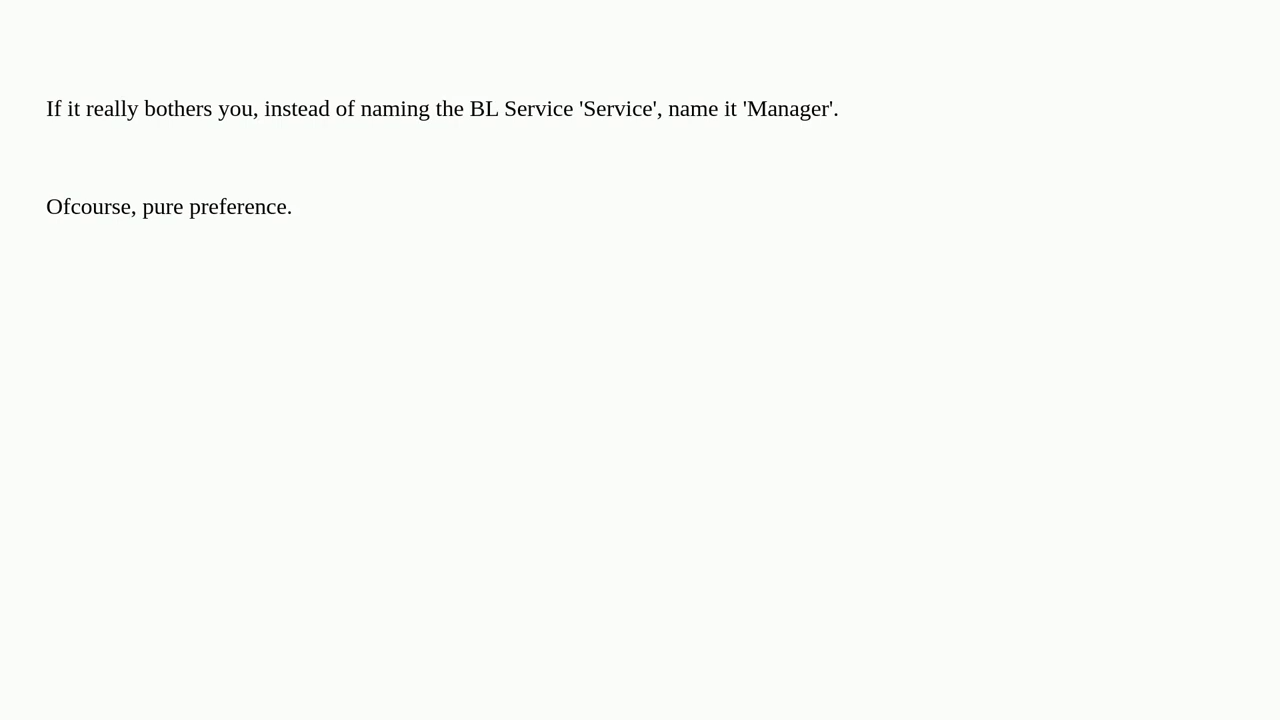 If it really bothers you, instead of naming the BL Service 'Service', name it 'Manager'.
Ofcourse, pure preference.